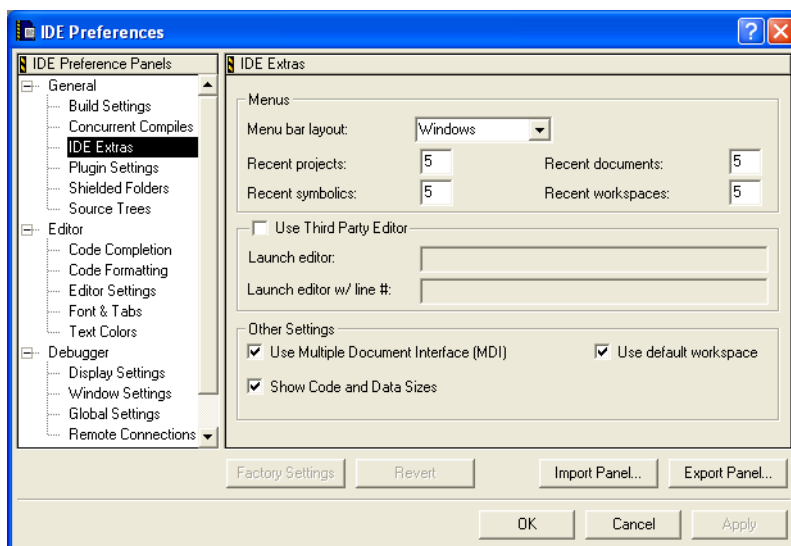 IDE Preferences
IDE Preference Panels
General
Build Settings
Concurrent Compiles
IDE Extras
Plugin Settings
Shielded Folders
Source Trees
Editor
Code Completion
Code Formatting
Editor Settings
Font & Tabs
Text Colors
Debugger
Display Settings
Window Settings
Global Settings
Remote Connections
IDE Extras
Menus
Menu bar layout: Windows
Recent projects: 5 Recent documents: 5
Recent symbolics: 5 Recent workspaces: 5
Use Third Party Editor
Launch editor:
Launch editor w/ line #:
Other Settings
Use Multiple Document Interface (MDI) Use default workspace
Show Code and Data Sizes
Factory Settings Revert Import Panel... Export Panel...
OK Cancel Apply